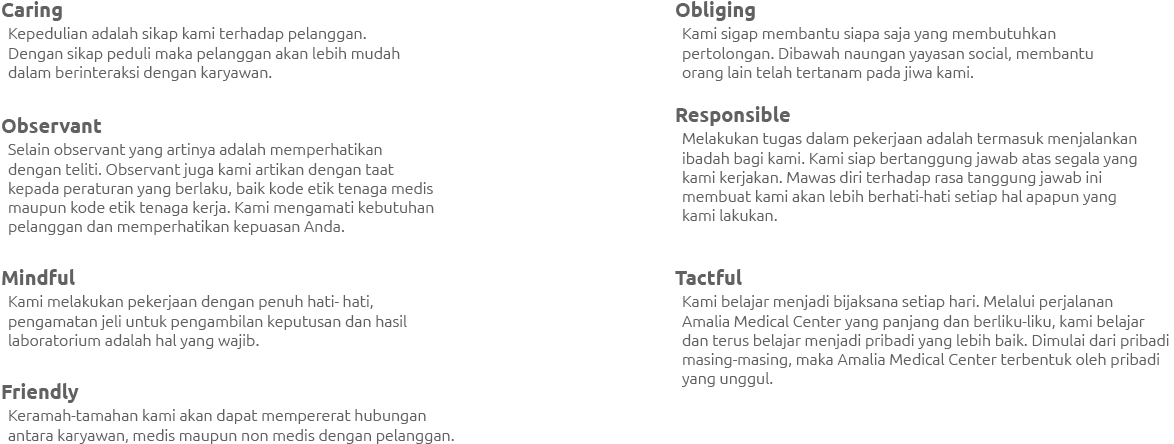 Caring
Kepedulian adalah sikap kami terhadap pelanggan.
Dengan sikap peduli maka pelanggan akan lebih mudah
dalam berinteraksi dengan karyawan.
Observant
Selain observant yang artinya adalah memperhatikan
dengan teliti. Observant juga kami artikan dengan taat
kepada peraturan yang berlaku, baik kode etik tenaga medis
maupun kode etik tenaga kerja. Kami mengamati kebutuhan
pelanggan dan memperhatikan kepuasan Anda.
Mindful
Kami melakukan pekerjaan dengan penuh hati- hati,
pengamatan jeli untuk pengambilan keputusan dan hasil
laboratorium adalah hal yang wajib.
Friendly
Keramah-tamahan kami akan dapat mempererat hubungan
antara karyawan, medis maupun non medis dengan pelanggan.
Obliging
Kami sigap membantu siapa saja yang membutuhkan
pertolongan. Dibawah naungan yayasan social, membantu
orang lain telah tertanam pada jiwa kami.
Responsible
Melakukan tugas dalam pekerjaan adalah termasuk menjalankan
ibadah bagi kami. Kami siap bertanggung jawab atas segala yang
kami kerjakan. Mawas diri terhadap rasa tanggung jawab ini
membuat kami akan lebih berhati-hati setiap hal apapun yang
kami lakukan.
Tactful
Kami belajar menjadi bijaksana setiap hari. Melalui perjalanan
Amalia Medical Center yang panjang dan berliku-liku, kami belajar
dan terus belajar menjadi pribadi yang lebih baik. Dimulai dari pribadi
masing-masing, maka Amalia Medical Center terbentuk oleh pribadi
yang unggul.